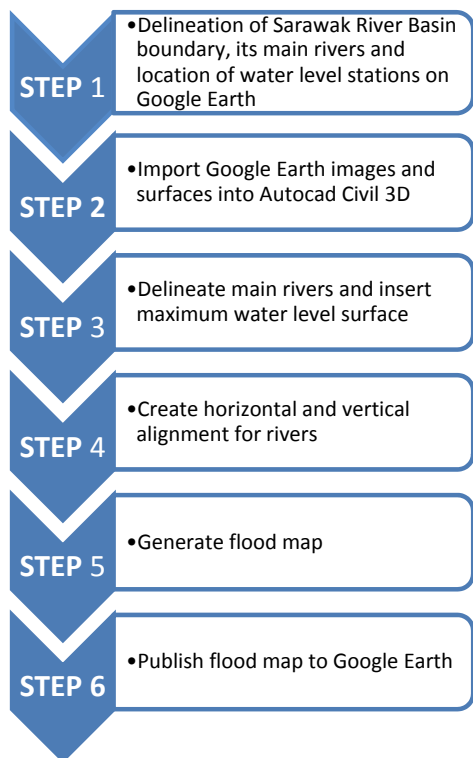 STEP 1
•Delineation of Sarawak River Basin
boundary, its main rivers and
location of water level stations on
Google Earth
STEP 2
•Import Google Earth images and
surfaces into Autocad Civil 3D
STEP 3
•Delineate main rivers and insert
maximum water level surface
STEP 4
•Create horizontal and vertical
alignment for rivers
STEP 5
•Generate flood map
STEP 6
•Publish flood map to Google Earth